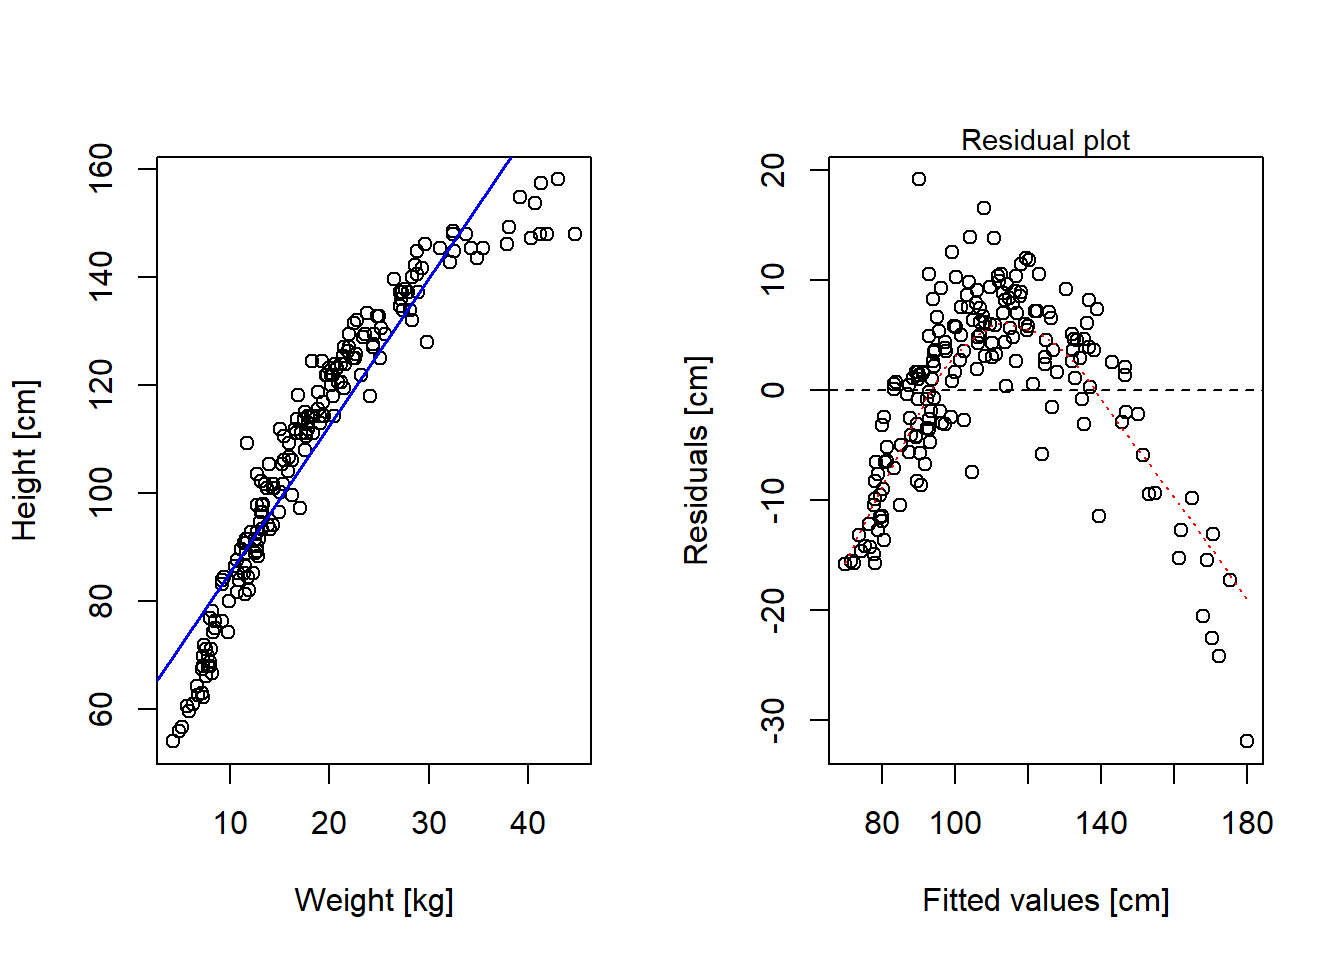 Height [cm]
160
140
120
100
80
60
10 20 30 40
Weight [kg]
Residual plot
Residuals [cm]
20
10
0
-10
-20
-30
80 100 140 180
Fitted values [cm]